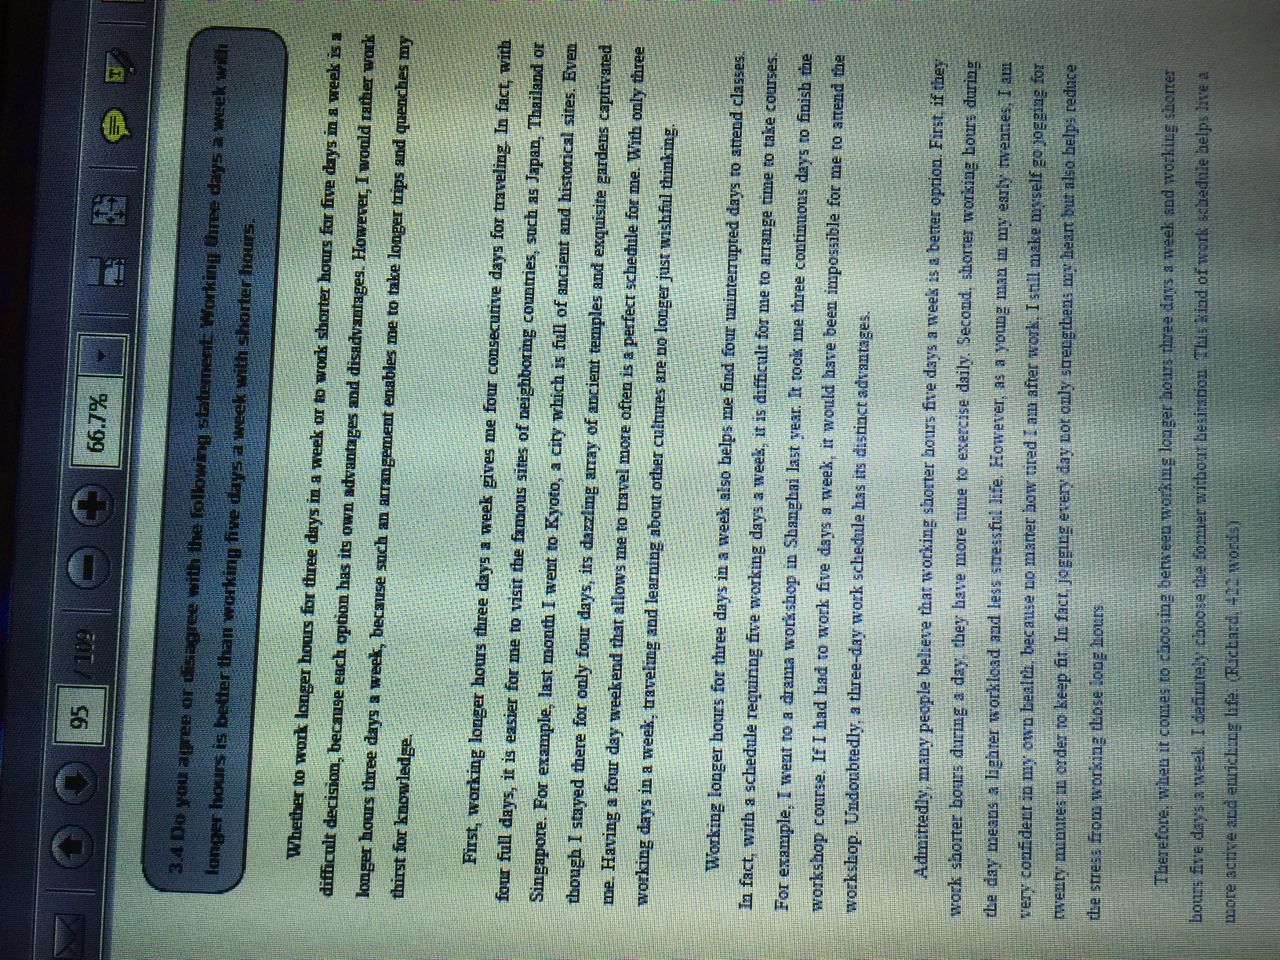 95 / 109
66.7%
3.4 Do you agree or disagree with the following statement: Working three days a week with
longer hours is better than working five days a week with shorter hours.
Whether to work longer hours for three days in a week or to work shorter hours for five days in a week is a
difficult decision, because each option has its own advantages and disadvantages. However, I would rather work
longer hours three days a week, because such an arrangement enables me to take longer trips and quenches my
thirst for knowledge.
First, working longer hours three days a week gives me four consecutive days for traveling. In fact, with
four full days, it is easier for me to visit the famous sites of neighboring countries, such as Japan, Thailand or
Singapore. For example, last month I went to Kyoto, a city which is full of ancient and historical sites. Even
though I stayed there for only four days, its dazzling array of ancient temples and exquisite gardens captivated
me. Having a four day weekend that allows me to travel more often is a perfect schedule for me. With only three
working days in a week, traveling and learning about other cultures are no longer just wishful thinking.
Working longer hours for three days in a week also helps me find four uninterrupted days to attend classes.
In fact, with a schedule requiring five working days a week, it is difficult for me to arrange time to take courses.
For example, I went to a drama workshop in Shanghai last year. It took me three continuous days to finish the
workshop course. If I had had to work five days a week, it would have been impossible for me to attend the
workshop. Undoubtedly, a three-day work schedule has its distinct advantages.
Admittedly, many people believe that working shorter hours five days a week is a better option. First, if they
work shorter hours during a day, they have more time to exercise daily. Second, shorter working hours during
the day means a lighter workload and less stressful life. However, as a young man in my early twenties, I am
very confident in my own health, because no matter how tired I am after work, I still make myself go jogging for
twenty minutes in order to keep fit. In fact, jogging every day not only strengthens my heart but also helps reduce
the stress from working those long hours.
Therefore, when it comes to choosing between working longer hours three days a week and working shorter
hours five days a week, I definitely choose the former without hesitation. This kind of work schedule helps live a
more active and enriching life. (Richard, 422 words)